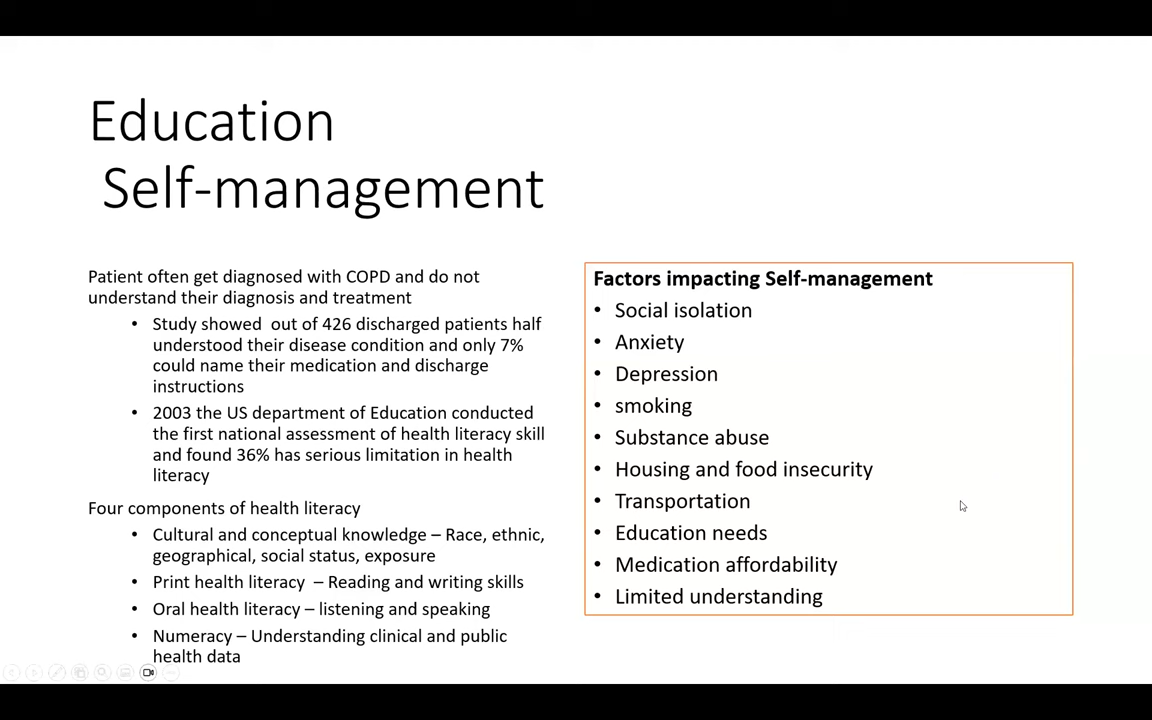 Education
Self-management
Patient often get diagnosed with COPD and do not
understand their diagnosis and treatment
• Study showed out of 426 discharged patients half
understood their disease condition and only 7%
could name their medication and discharge
instructions
• 2003 the US department of Education conducted
the first national assessment of health literacy skill
and found 36% has serious limitation in health
literacy
Four components of health literacy
• Cultural and conceptual knowledge – Race, ethnic,
geographical, social status, exposure
• Print health literacy – Reading and writing skills
• Oral health literacy – listening and speaking
• Numeracy – Understanding clinical and public
health data
Factors impacting Self-management
• Social isolation
• Anxiety
• Depression
• smoking
• Substance abuse
• Housing and food insecurity
• Transportation
• Education needs
• Medication affordability
• Limited understanding